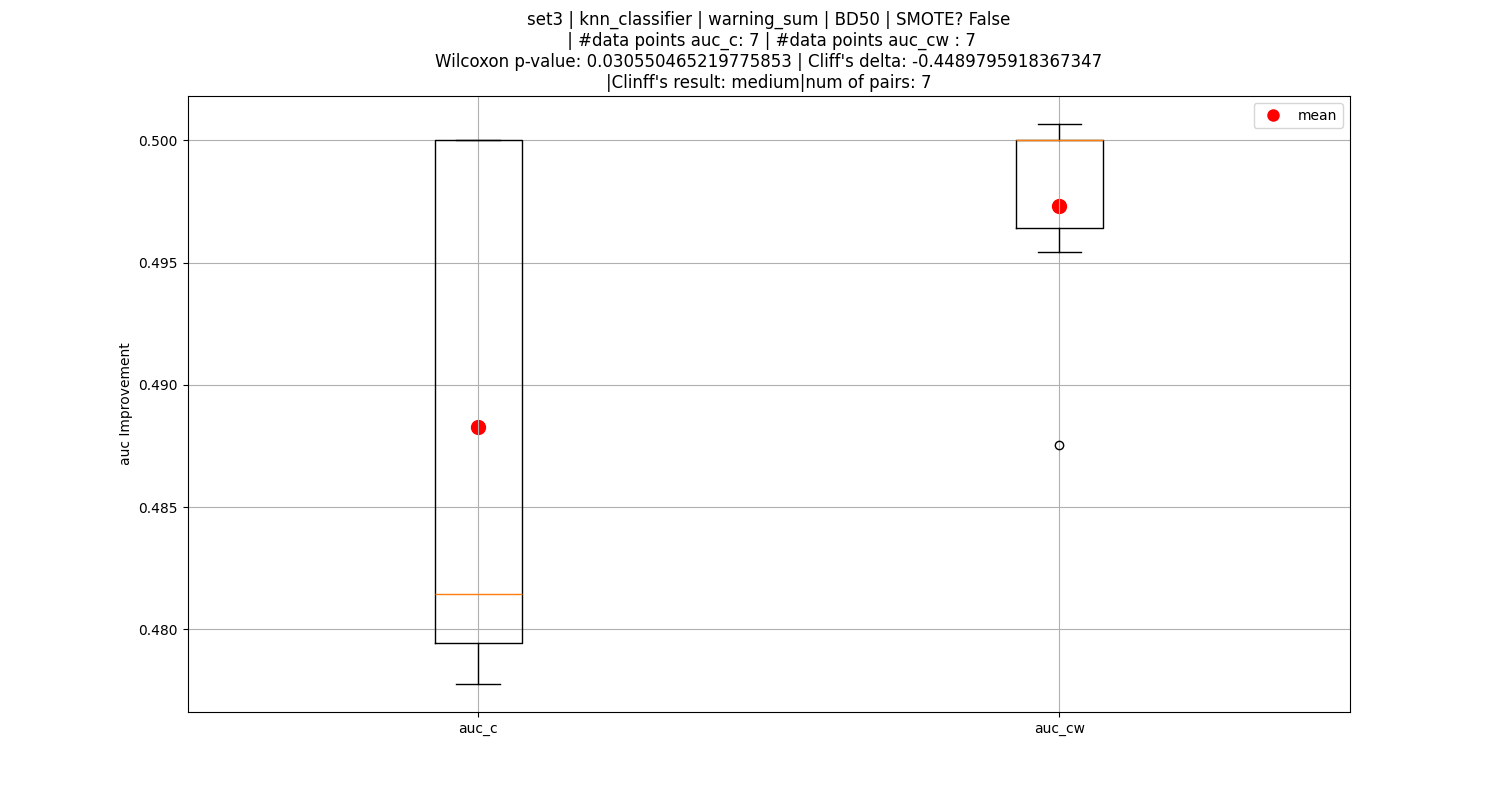 set3 | knn_classifier | warning_sum | BD50 | SMOTE? False
| #data points auc_c: 7 | #data points auc_cw : 7
Wilcoxon p-value: 0.030550465219775853 | Cliff's delta: -0.4489795918367347
|Clinff's result: medium|num of pairs: 7
mean
0.500
0.495
0.490
0.485
0.480
auc Improvement
auc_c
auc_cw